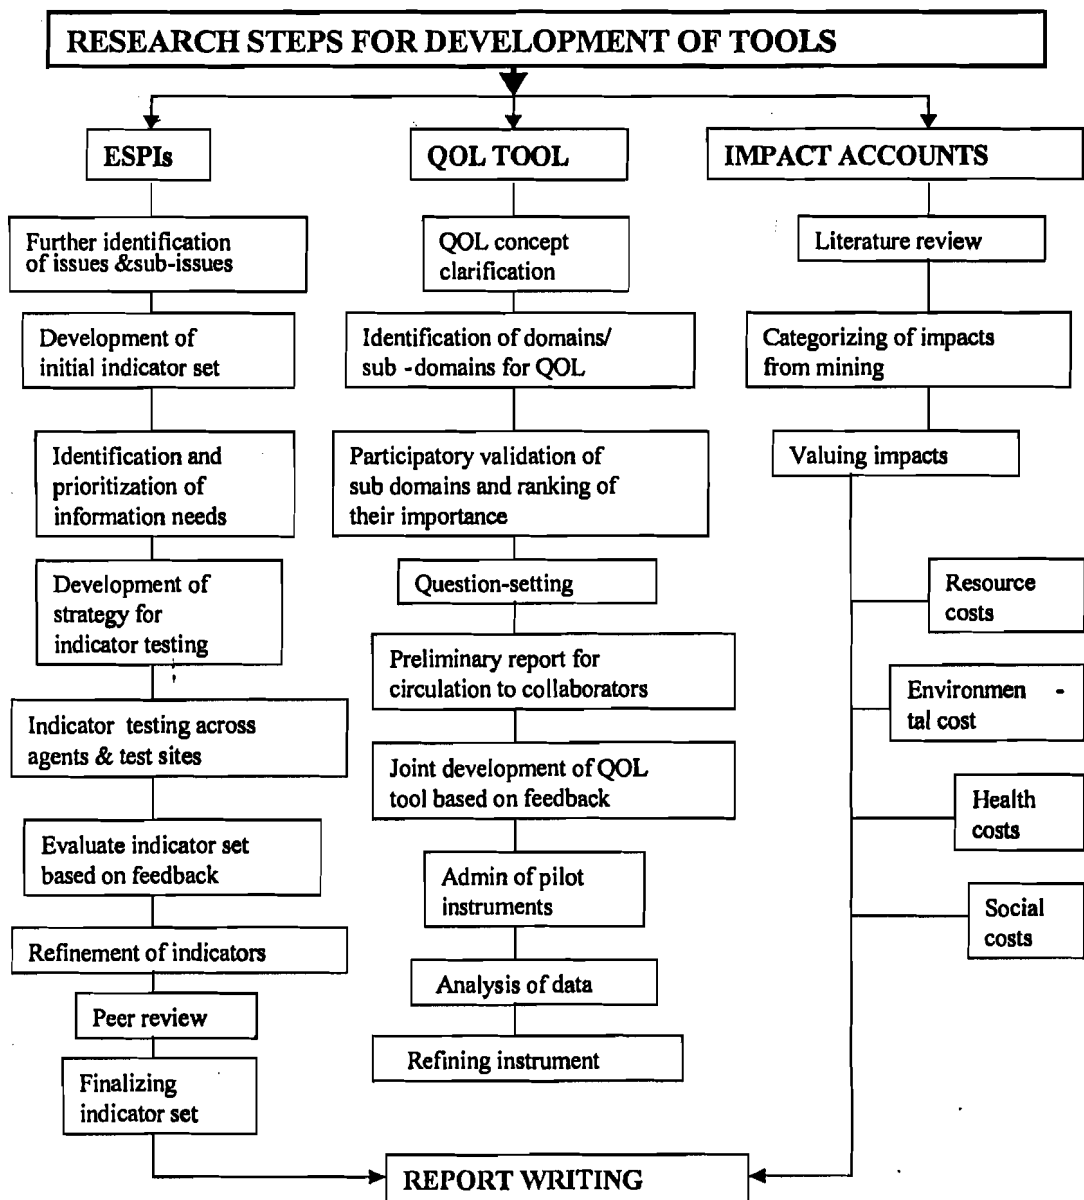 RESEARCH STEPS FOR DEVELOPMENT OF TOOLS
ESPIs
QOL TOOL
IMPACT ACCOUNTS
Further identification
of issues &sub-issues
Development of
initial indicator set
Identification and
prioritization of
information needs
Development of
strategy for
indicator testing
Indicator testing across
agents & test sites
Evaluate indicator set
based on feedback
Refinement of indicators
Peer review
Finalizing
indicator set
QOL concept
clarification
Identification of domains/
sub -domains for QOL
Participatory validation of
sub domains and ranking of
their importance
Question-setting
Preliminary report for
circulation to collaborators
Joint development of QOL
tool based on feedback
Admin of pilot
instruments
Analysis of data
Refining instrument
Literature review
Categorizing of impacts
from mining
Valuing impacts
Resource
costs
Environmen -
tal cost
Health
costs
Social
costs
REPORT WRITING